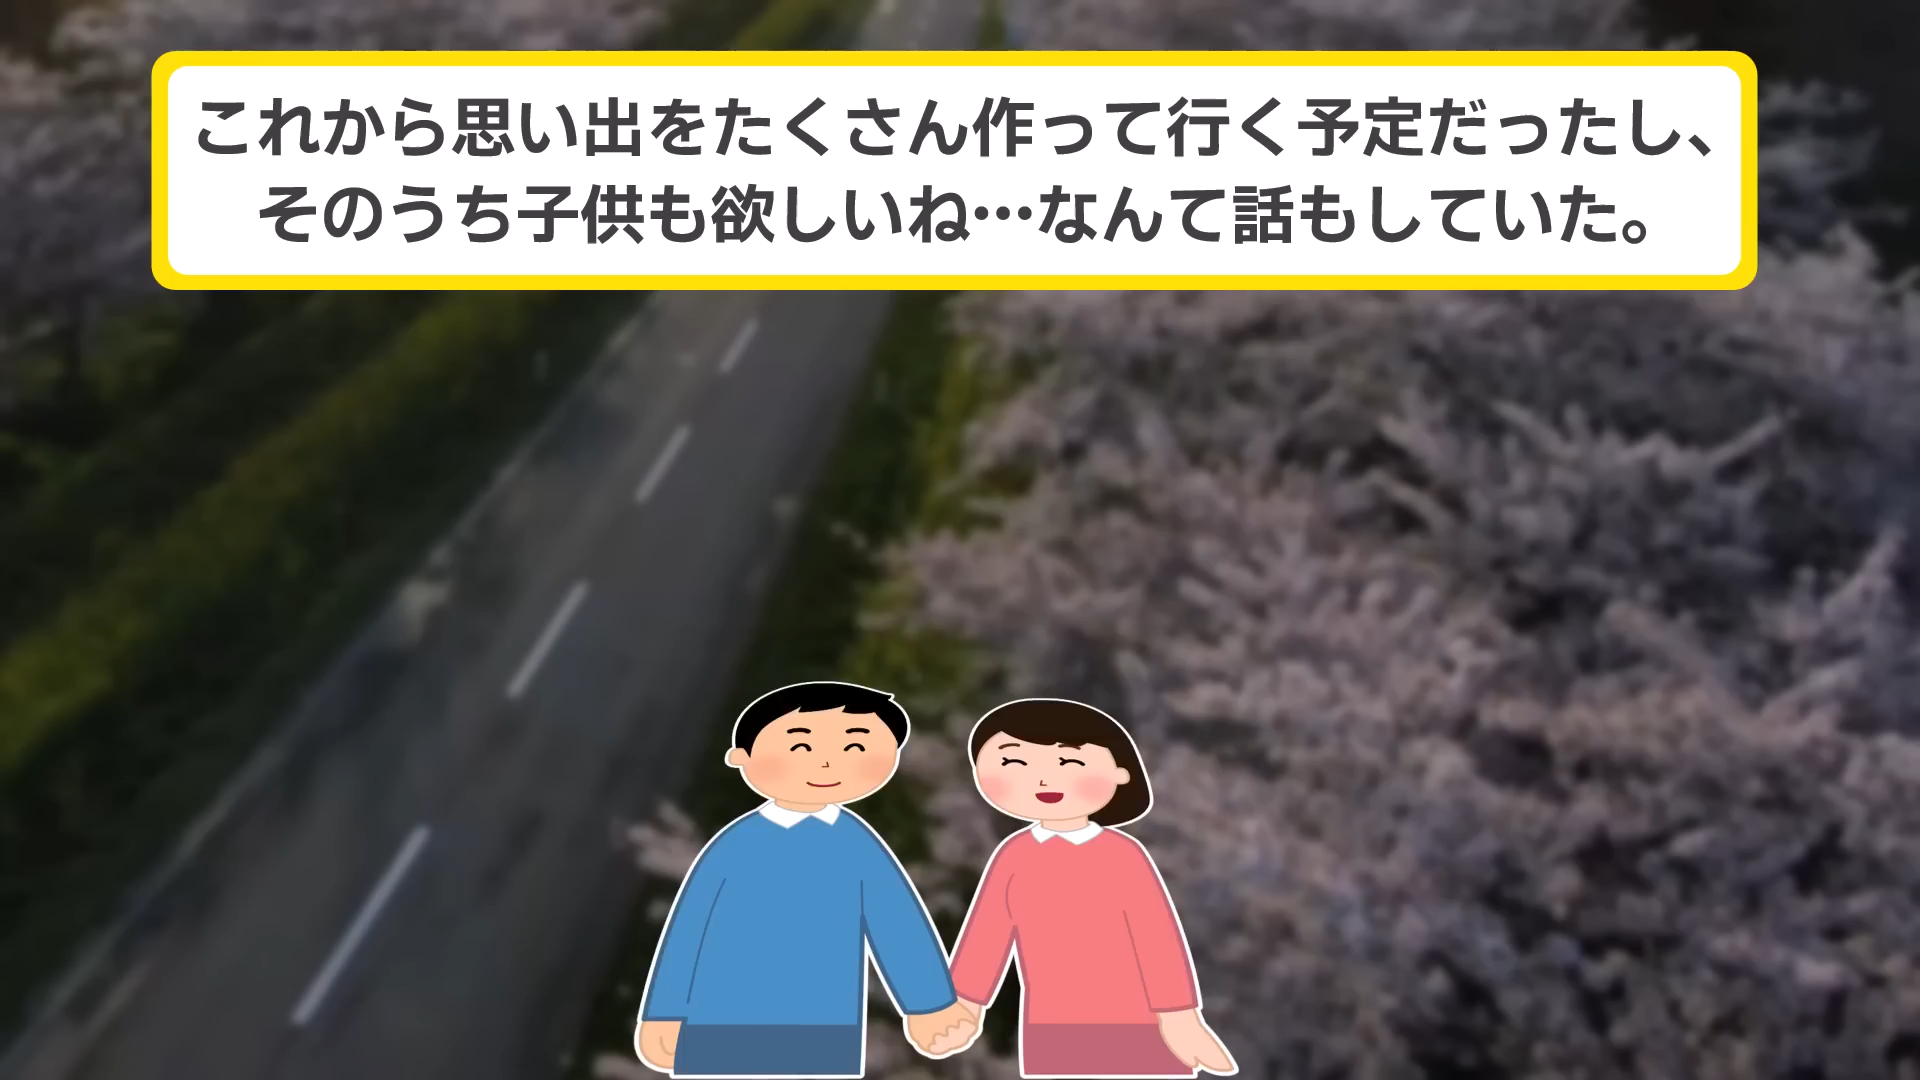 これから思い出をたくさん作って行く予定だったし、
そのうち子供も欲しいね…なんて話もしていた。